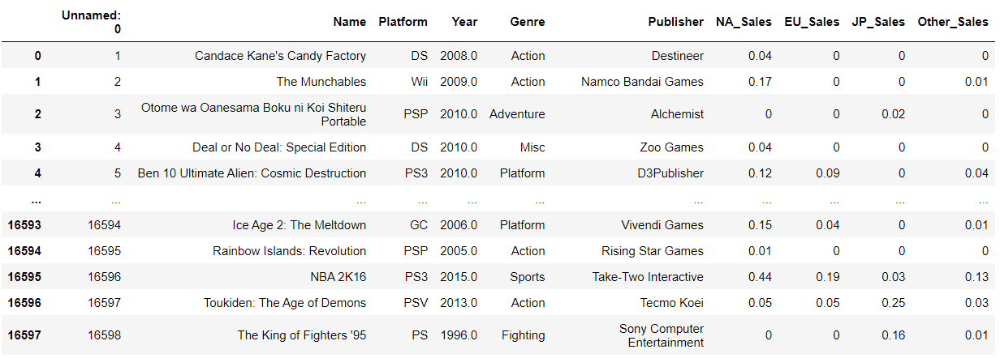 Unnamed: 0 Name Platform Year Genre Publisher NA_Sales EU_Sales JP_Sales Other_Sales
0 1 Candace Kane's Candy Factory DS 2008.0 Action Destineer 0.04 0 0 0
1 2 The Munchables Wii 2009.0 Action Namco Bandai Games 0.17 0 0 0.01
2 3 Otome wa Oanesama Boku ni Koi Shiteru Portable PSP 2010.0 Adventure Alchemist 0 0 0.02 0
3 4 Deal or No Deal: Special Edition DS 2010.0 Misc Zoo Games 0.04 0 0 0
4 5 Ben 10 Ultimate Alien: Cosmic Destruction PS3 2010.0 Platform D3Publisher 0.12 0.09 0 0.04
... ... ... ... ... ... ... ... ... ... ...
16593 16594 Ice Age 2: The Meltdown GC 2006.0 Platform Vivendi Games 0.15 0.04 0 0.01
16594 16595 Rainbow Islands: Revolution PSP 2005.0 Action Rising Star Games 0.01 0 0 0
16595 16596 NBA 2K16 PS3 2015.0 Sports Take-Two Interactive 0.44 0.19 0.03 0.13
16596 16597 Toukiden: The Age of Demons PSV 2013.0 Action Tecmo Koei 0.05 0.05 0.25 0.03
16597 16598 The King of Fighters '95 PS 1996.0 Fighting Sony Computer Entertainment 0 0 0.16 0.01